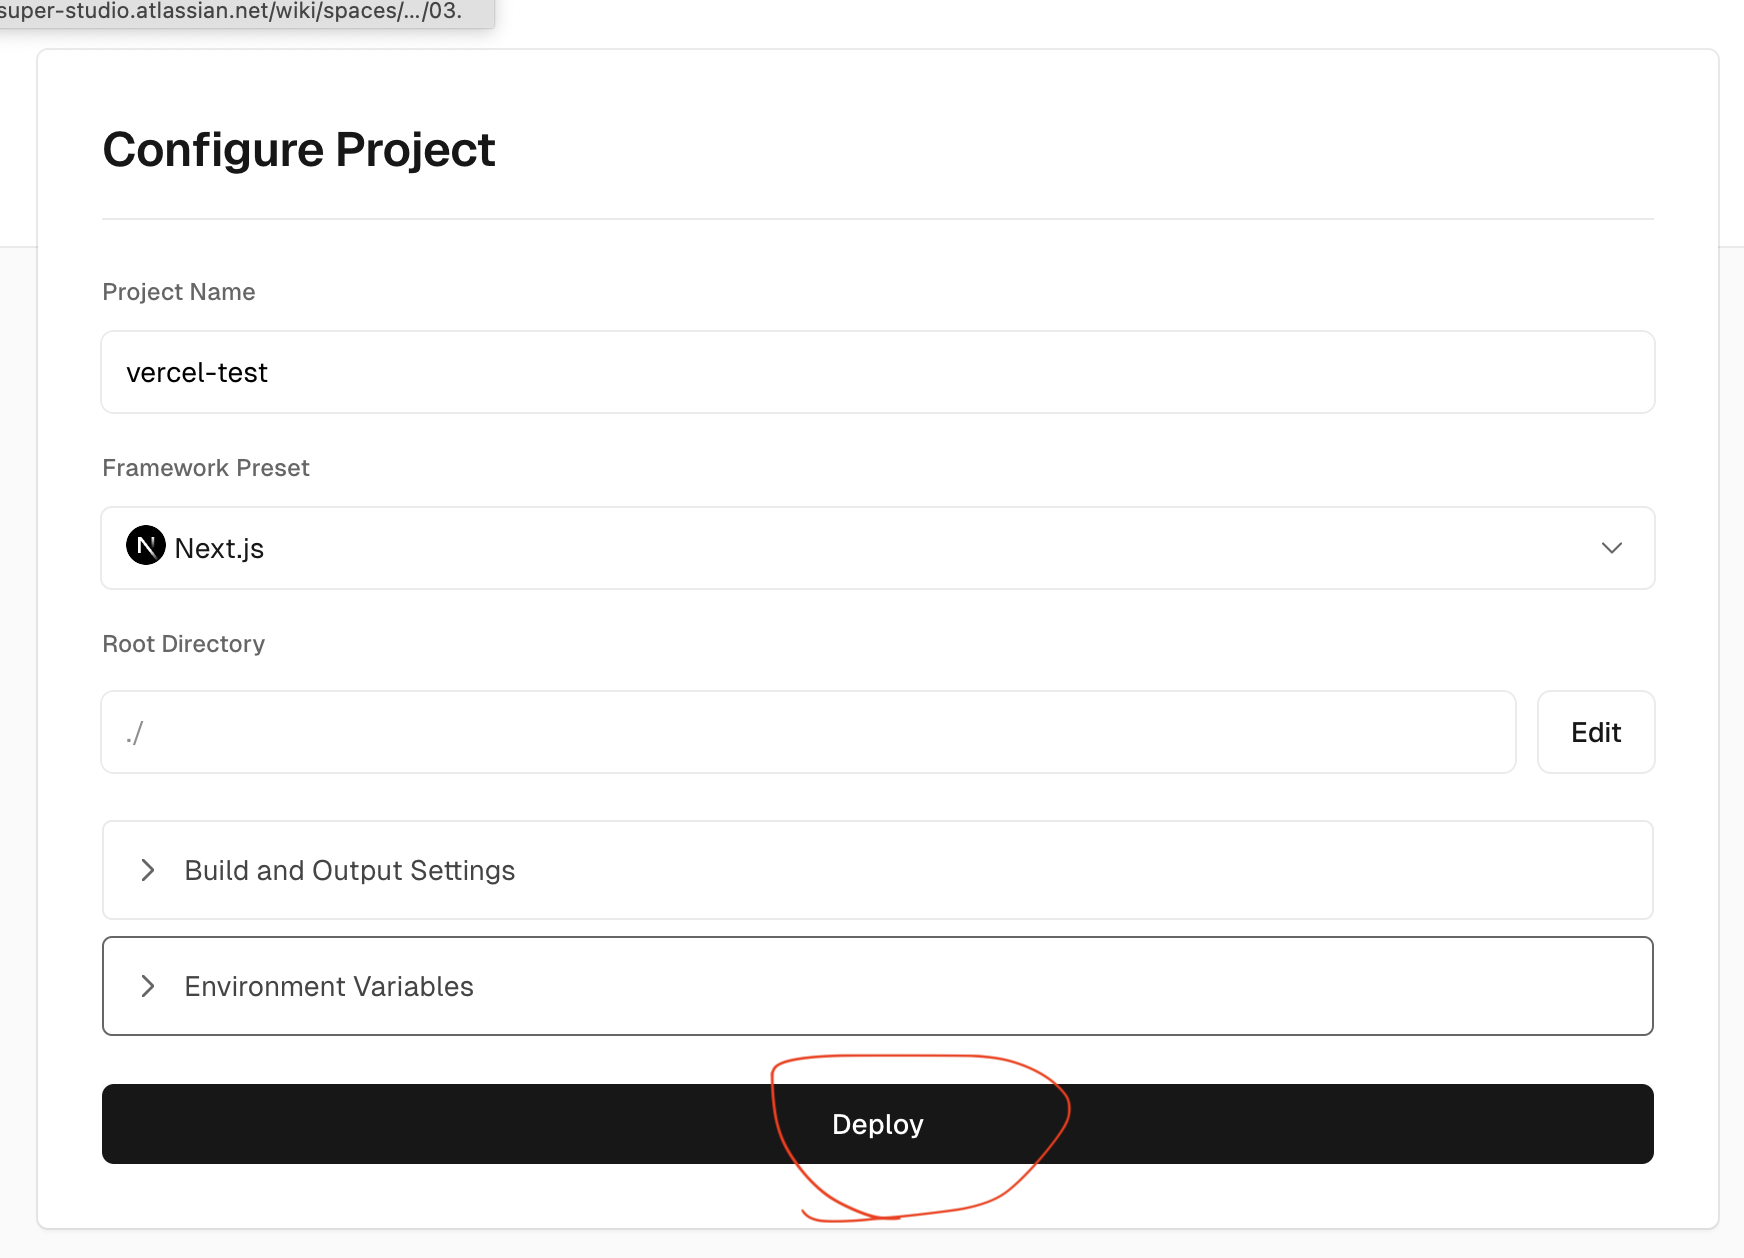 super-studio.atlassian.net/wiki/spaces/.../03.
Configure Project
Project Name
vercel-test
Framework Preset
N Next.js
Root Directory
./
Edit
Build and Output Settings
Environment Variables
Deploy